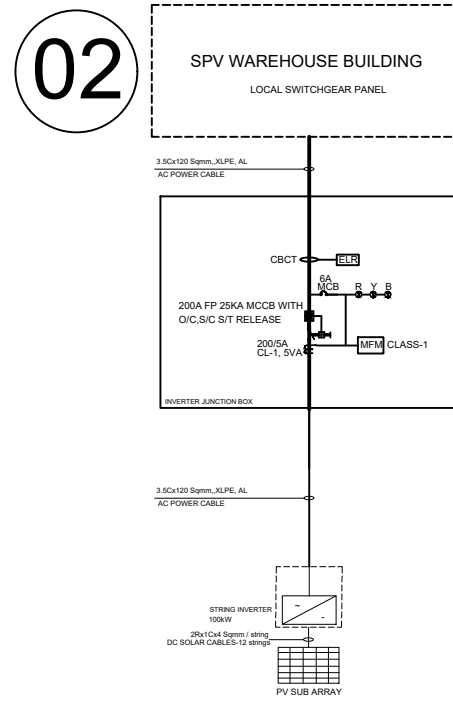 02
SPV WAREHOUSE BUILDING
LOCAL SWITCHGEAR PANEL
3.5Cx120 Sqmm,,XLPE, AL
AC POWER CABLE
CBCT
ELR
6A
MCB
R Y B
200A FP 25KA MCCB WITH
O/C,S/C S/T RELEASE
200/5A
CL-1, 5VA
MFM
CLASS-1
INVERTER JUNCTION BOX
3.5Cx120 Sqmm,,XLPE, AL
AC POWER CABLE
STRING INVERTER
100kW
~
-
2Rx1Cx4 Sqmm / string
DC SOLAR CABLES-12 strings
PV SUB ARRAY